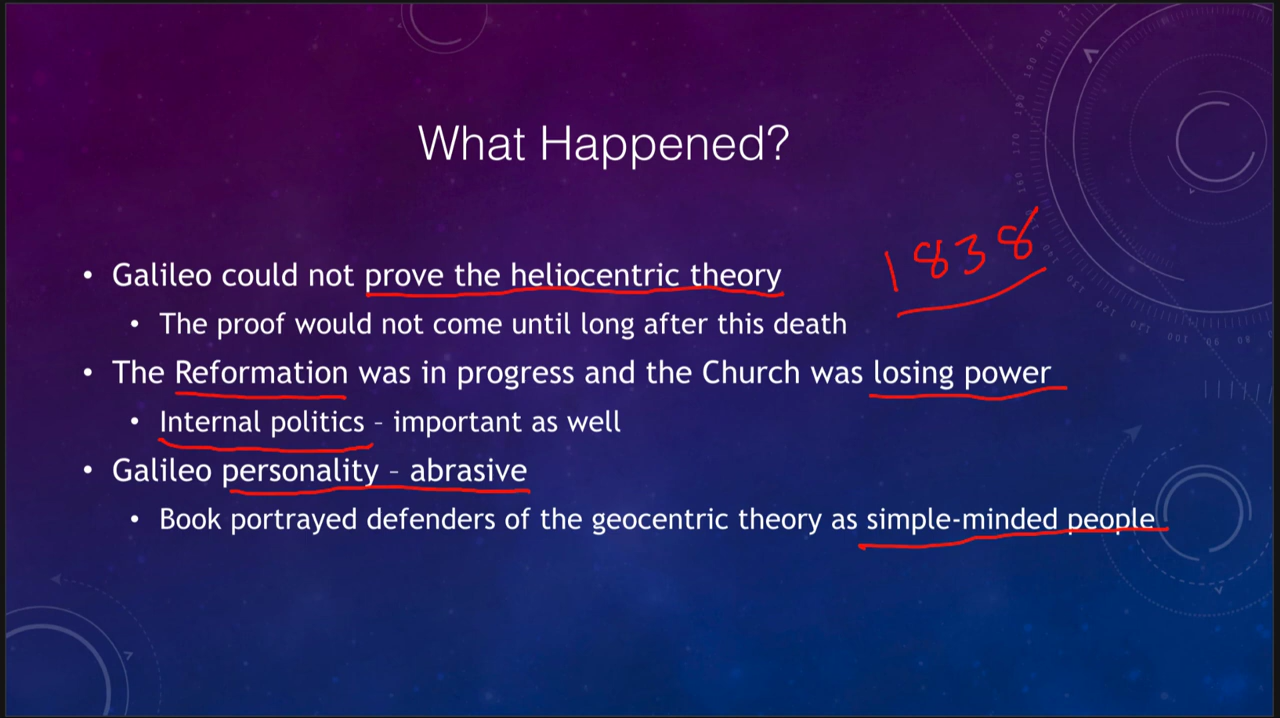 What Happened?
1838
• Galileo could not prove the heliocentric theory
• The proof would not come until long after this death
• The Reformation was in progress and the Church was losing power
• Internal politics – important as well
• Galileo personality – abrasive
• Book portrayed defenders of the geocentric theory as simple-minded people